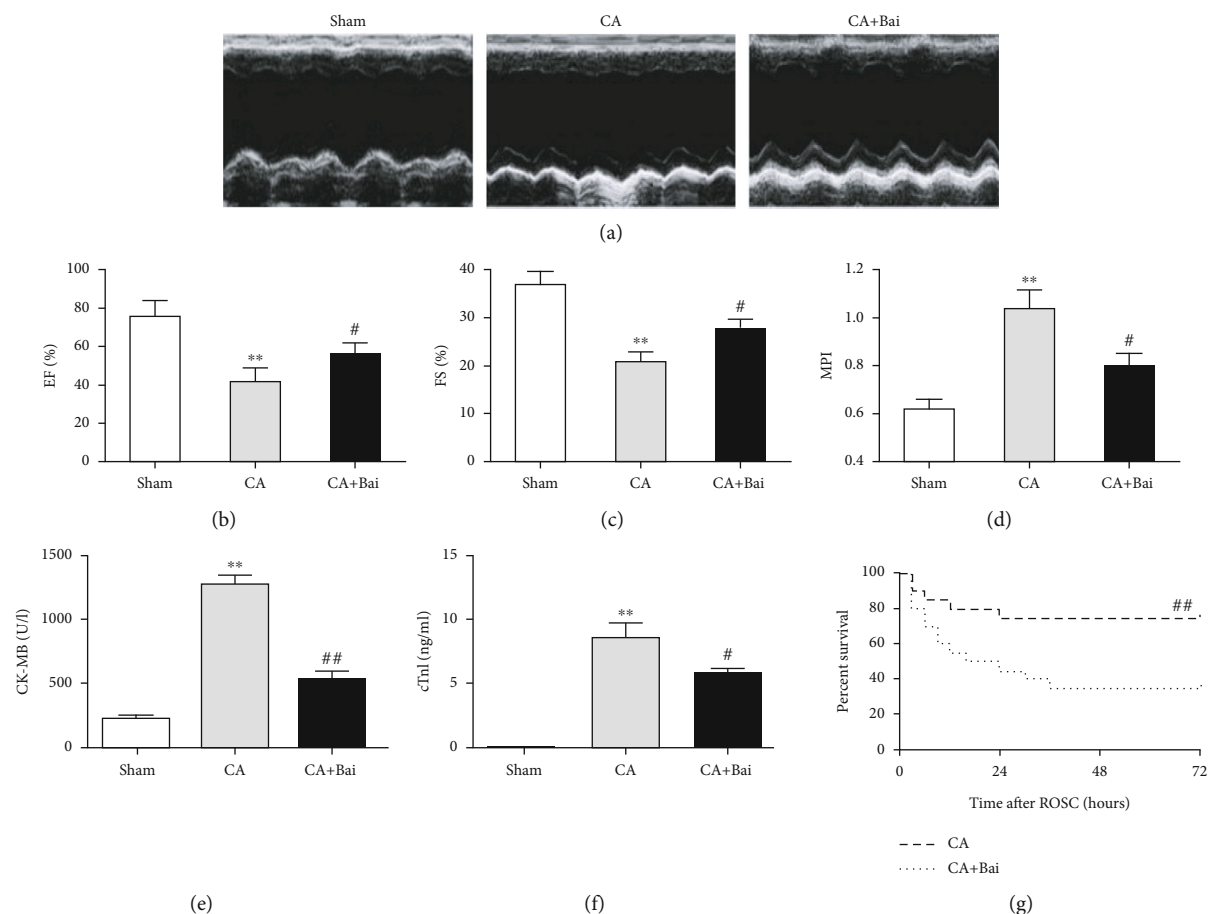 Sham
CA
CA+Bai
(a)
100
80
60
40
20
0
EF (%)
**
#
Sham
CA
CA+Bai
(b)
40
30
20
10
0
FS (%)
**
#
Sham
CA
CA+Bai
(c)
1.2
1.0
0.8
0.6
0.4
MPI
**
#
Sham
CA
CA+Bai
(d)
1500
1000
500
0
CK-MB (U/l)
**
##
Sham
CA
CA+Bai
(e)
15
10
5
0
cTnl (ng/ml)
**
#
Sham
CA
CA+Bai
(f)
100
80
60
40
20
0
Percent survival
##
0
24
48
72
Time after ROSC (hours)
CA
CA+Bai
(g)